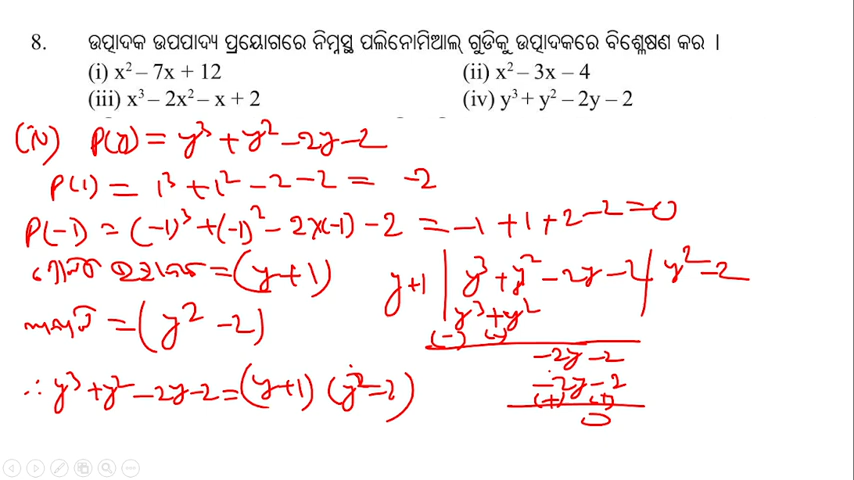 8. ଉତ୍ପାଦକ ଉପପାଦ୍ୟ ପ୍ରୟୋଗରେ ନିମ୍ନସ୍ଥ ପଲିନୋମିଆଲ୍ ଗୁଡିକୁ ଉତ୍ପାଦକରେ ବିଶ୍ଳେଷଣ କର ।
(i) x² – 7x + 12 (ii) x² – 3x – 4
(iii) x³ – 2x² – x + 2 (iv) y³ + y² – 2y – 2
(iv) = y³ + y² - 2y - 2
P(1) = 1³ + 1² - 2 - 2 = -2
P(-1) = (-1)³ + (-1)² - 2×(-1) - 2 = -1 + 1 + 2 - 2 = 0
= (y+1)
= (y² - 2)
∴ y³ + y² - 2y - 2 = (y+1) (y² - 2)
y+1 | y³ + y² - 2y - 2 | y² - 2
y³ + y²
(-) (-)
-2y - 2
-2y - 2
(+) (+)
0